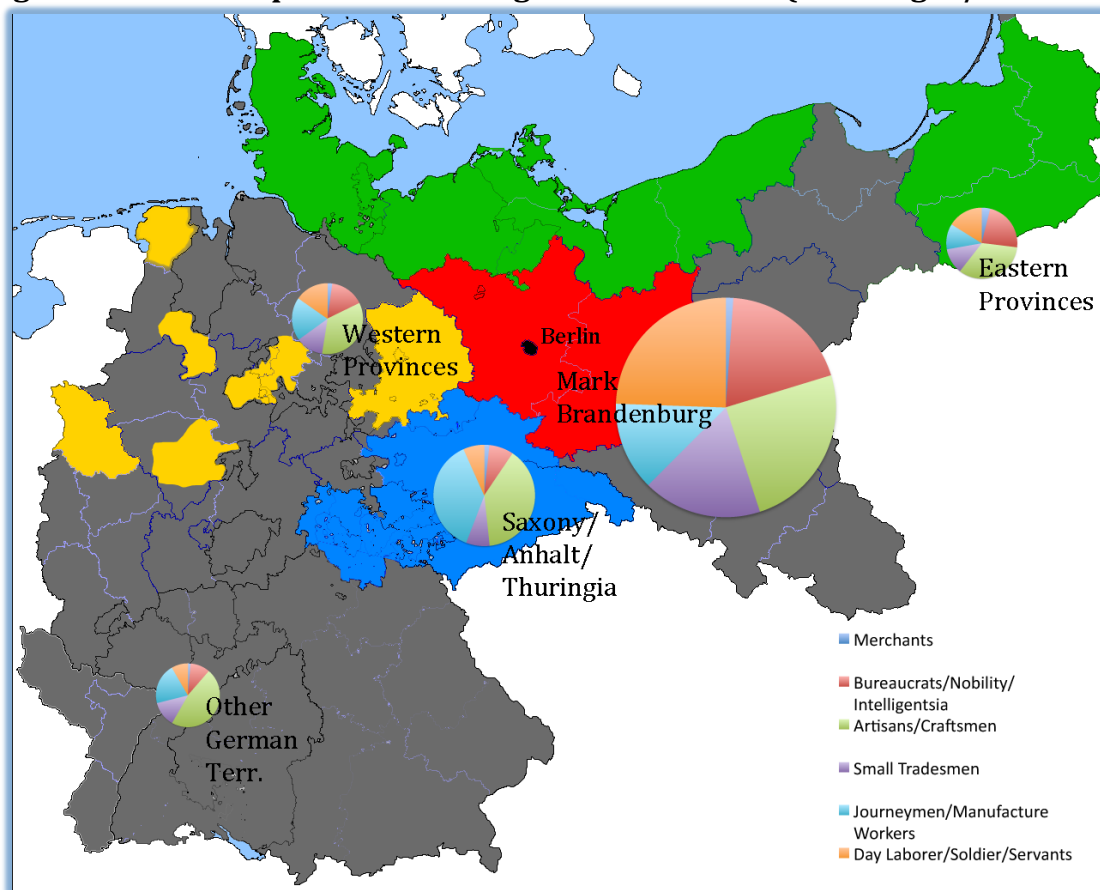 Eastern
Provinces
Western
Provinces
Berlin
Mark
Brandenburg
Saxony/
Anhalt/
Thuringia
Other
German
Terr.
Merchants
Bureaucrats/Nobility/
Intelligentsia
Artisans/Craftsmen
Small Tradesmen
Journeymen/Manufacture
Workers
Day Laborer/Soldier/Servants